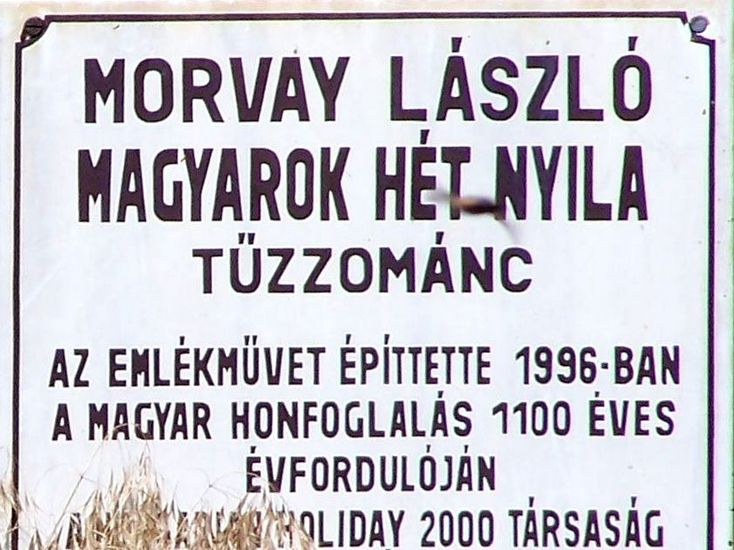 MORVAY LÁSZLÓ
MAGYAROK HÉT NYILA
TŰZZOMÁNC
AZ EMLÉKMŰVET ÉPÍTTETTE 1996-BAN
A MAGYAR HONFOGLALÁS 1100 ÉVES
ÉVFORDULÓJÁN
HOLIDAY 2000 TÁRSASÁG